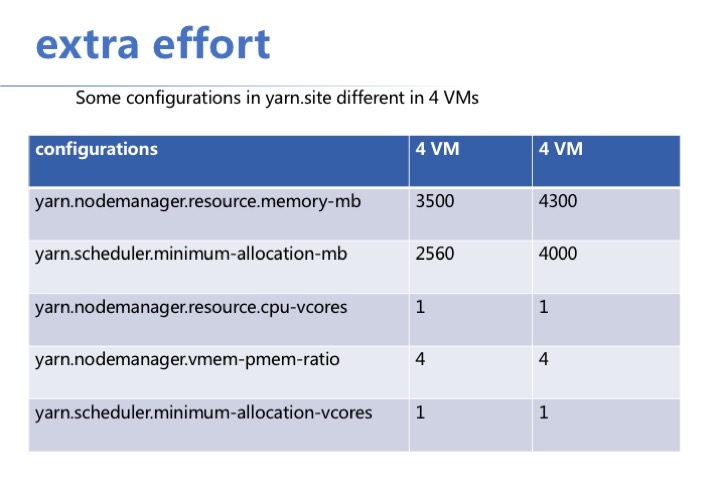 extra effort
Some configurations in yarn.site different in 4 VMs
configurations 4 VM 4 VM
yarn.nodemanager.resource.memory-mb 3500 4300
yarn.scheduler.minimum-allocation-mb 2560 4000
yarn.nodemanager.resource.cpu-vcores 1 1
yarn.nodemanager.vmem-pmem-ratio 4 4
yarn.scheduler.minimum-allocation-vcores 1 1